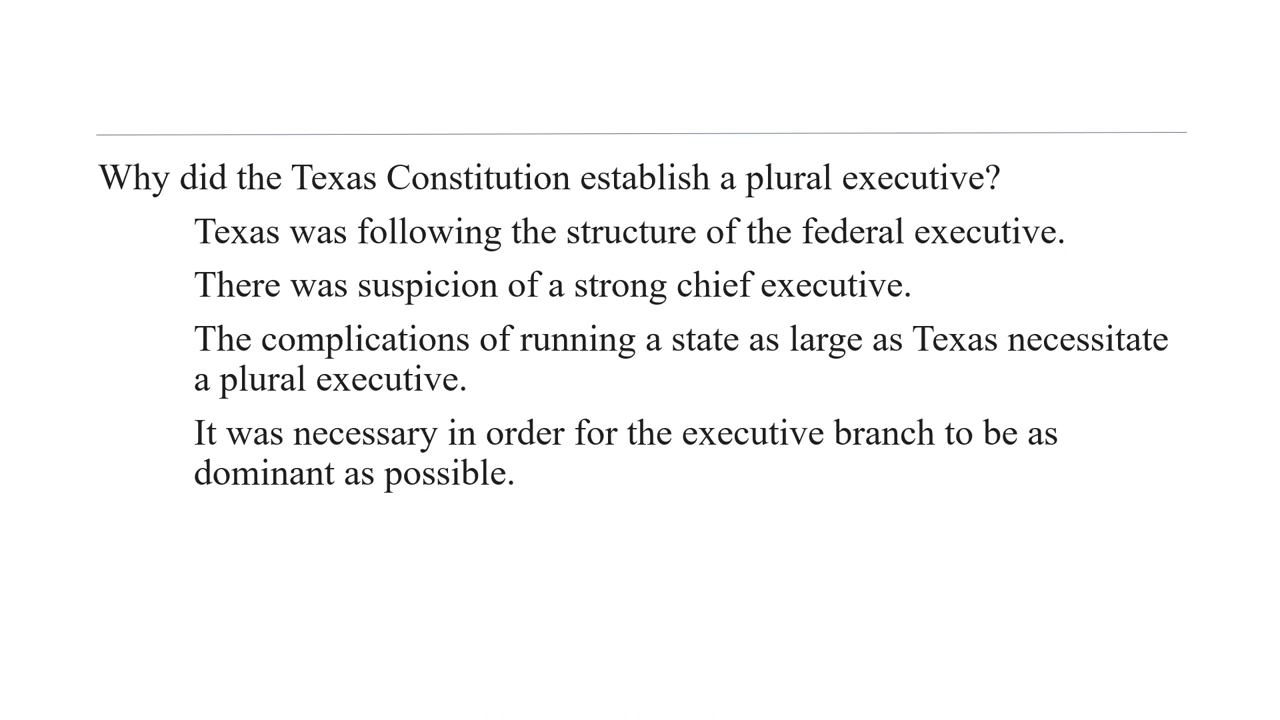 Why did the Texas Constitution establish a plural executive?
Texas was following the structure of the federal executive.
There was suspicion of a strong chief executive.
The complications of running a state as large as Texas necessitate
a plural executive.
It was necessary in order for the executive branch to be as
dominant as possible.